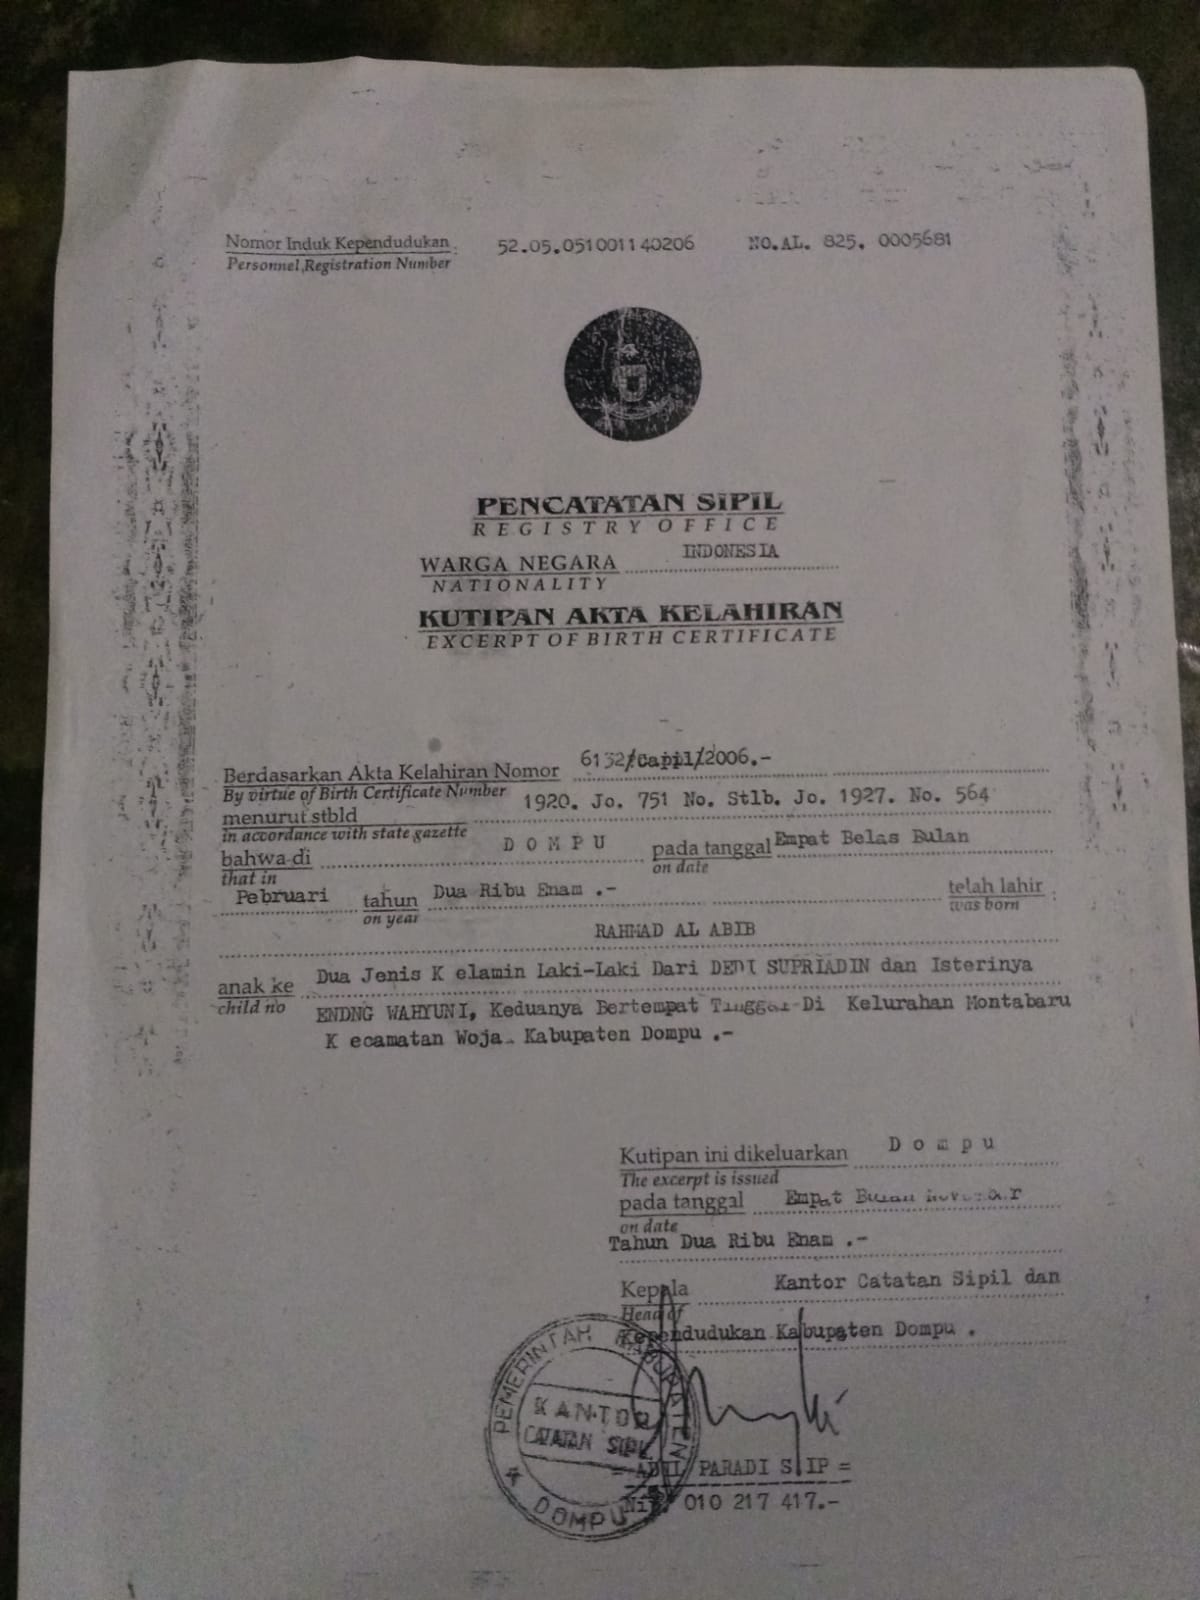 Nomor Induk Kependudukan : 52.05.051001140206 NO.AL. 825. 0005681
Personnel Registration Number
PENCATATAN SIPIL
REGISTRY OFFICE
WARGA NEGARA INDONESIA
NATIONALITY
KUTIPAN AKTA KELAHIRAN
EXCERPT OF BIRTH CERTIFICATE
Berdasarkan Akta Kelahiran Nomor 6132/Capil/2006.-
By virtue of Birth Certificate Number
menurut stbld 1920. Jo. 751 No. Stlb. Jo. 1927. No. 564
in accordance with state gazette
bahwa di D O M P U pada tanggal Empat Belas Bulan
that in on date
Pebruari tahun Dua Ribu Enam .- telah lahir :
on year was born
RAHMAD AL ABIB
anak ke Dua Jenis K elamin Laki-Laki Dari DEDI SUPRIADIN dan Isterinya
child no
ENDNG WAHYUNI, Keduanya Bertempat Tinggal Di Kelurahan Montabaru
K ecamatan Woja. Kabupaten Dompu .-
Kutipan ini dikeluarkan D o m p u
The excerpt is issued
pada tanggal Empat Bulan
on date
Tahun Dua Ribu Enam .-
Kepala Kantor Catatan Sipil dan
Head of
Kependudukan Kabupaten Dompu .
PEMERINTAH KABUPATEN
KANTOR
CATATAN SIPIL
DOMPU
PARADI S IP =
010 217 417.-